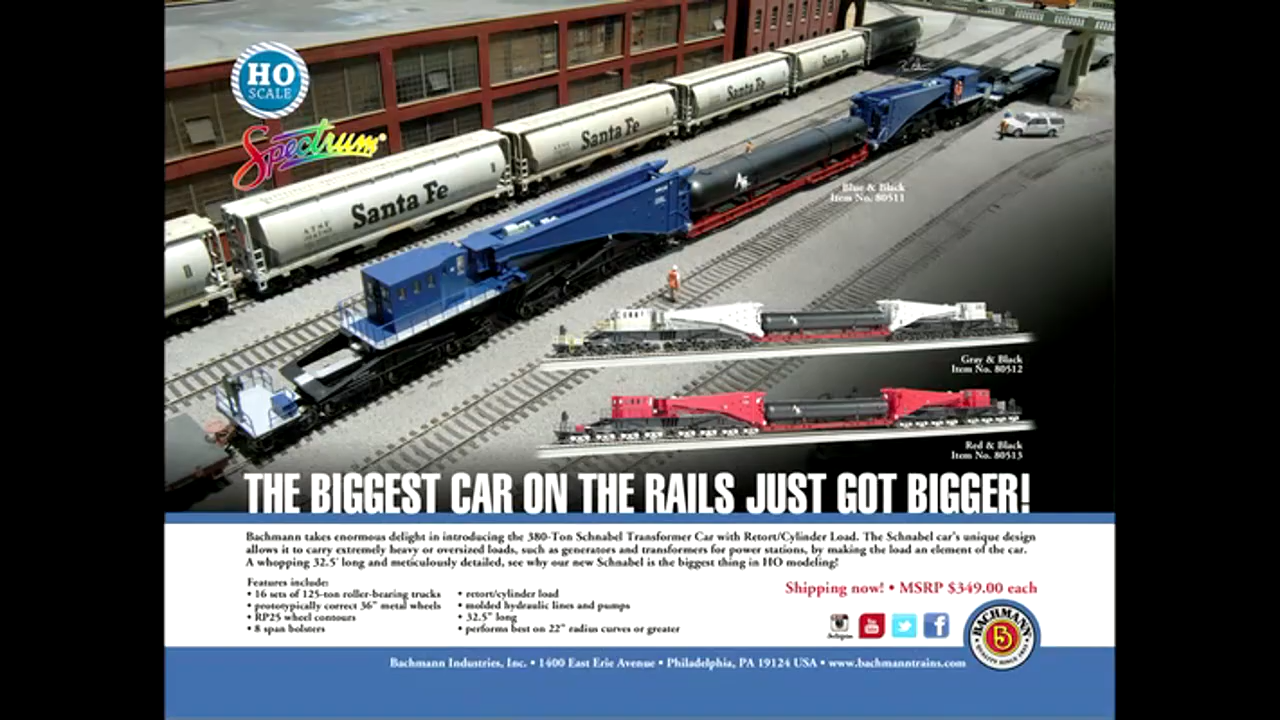 HO
SCALE
Spectrum
Santa Fe
Santa Fe
Santa Fe
Santa Fe
Blue & Black
Item No. 80511
Gray & Black
Item No. 80512
Red & Black
Item No. 80513
THE BIGGEST CAR ON THE RAILS JUST GOT BIGGER!
Bachmann takes enormous delight in introducing the 380-Ton Schnabel Transformer Car with Retort/Cylinder Load. The Schnabel car's unique design
allows it to carry extremely heavy or oversized loads, such as generators and transformers for power stations, by making the load an element of the car.
A whopping 32.5" long and meticulously detailed, see why our new Schnabel is the biggest thing in HO modeling!
Features include:
• 16 sets of 125-ton roller-bearing trucks
• prototypically correct 36" metal wheels
• RP25 wheel contours
• 8 span bolsters
• retort/cylinder load
• molded hydraulic lines and pumps
• 32.5" long
• performs best on 22" radius curves or greater
Shipping now! • MSRP $349.00 each
Instagram
You
Tube
BACHMANN
Bachmann Industries, Inc. • 1400 East Erie Avenue • Philadelphia, PA 19124 USA • www.bachmanntrains.com